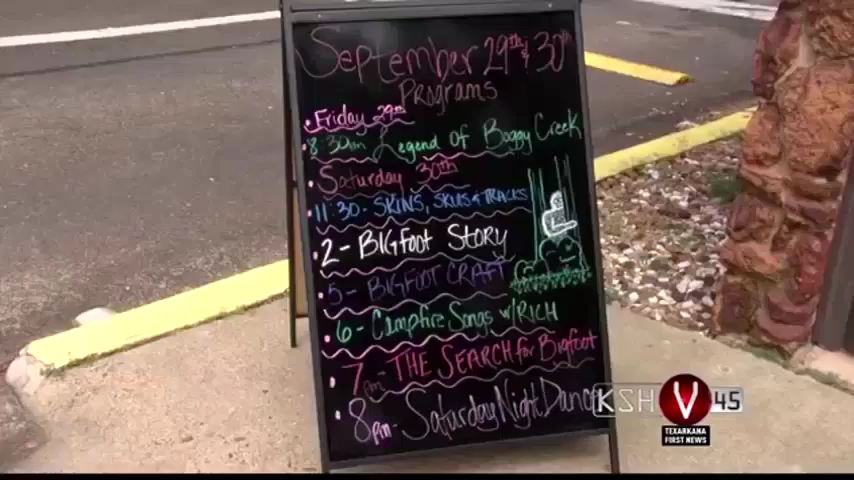 September 29th & 30th
Programs
• Friday 29th
• 8:30pm Legend of Boggy Creek
• Saturday 30th
• 11:30 - SKINS, SKULLS & TRACKS
• 2 - BIGFOOT STORY
• 5 - BIGFOOT CRAFT
• 6 - Campfire Songs w/RICH
• 7pm - THE SEARCH for Bigfoot
• 8pm - Saturday Night Dance
KSHV 45
TEXARKANA
FIRST NEWS